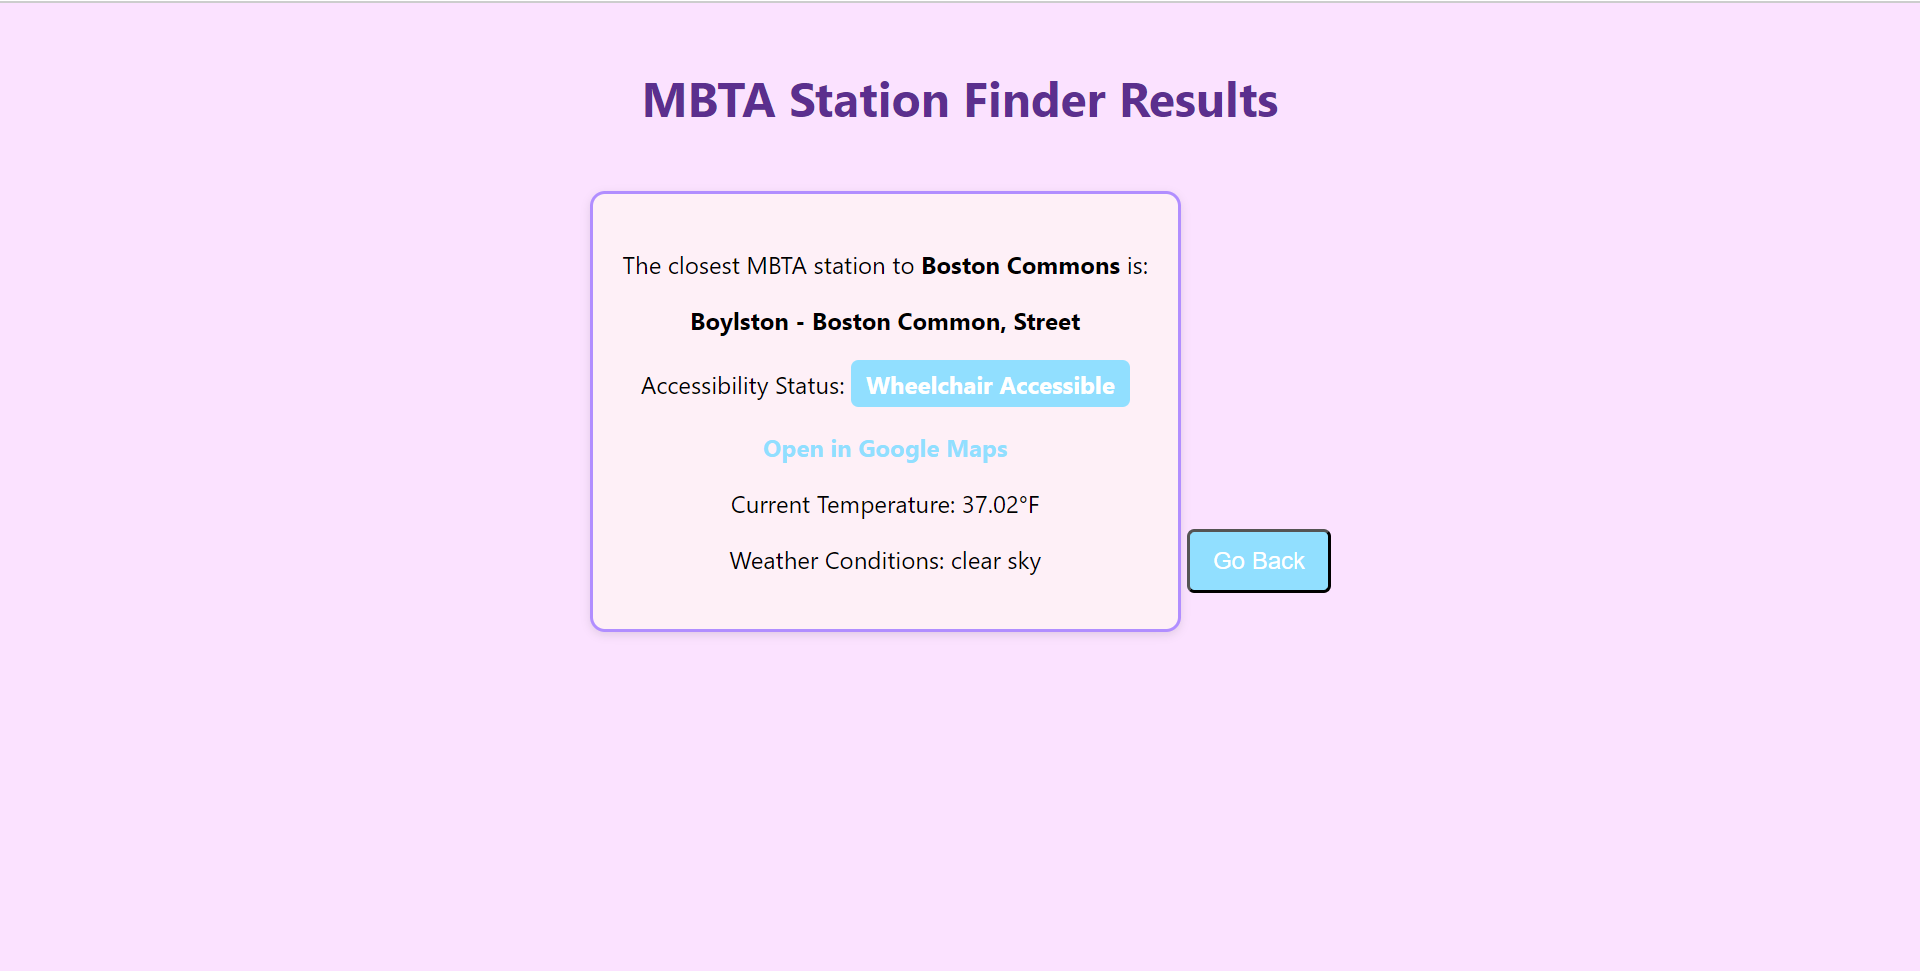 MBTA Station Finder Results
The closest MBTA station to Boston Commons is:
Boylston - Boston Common, Street
Accessibility Status: Wheelchair Accessible
Open in Google Maps
Current Temperature: 37.02°F
Weather Conditions: clear sky
Go Back